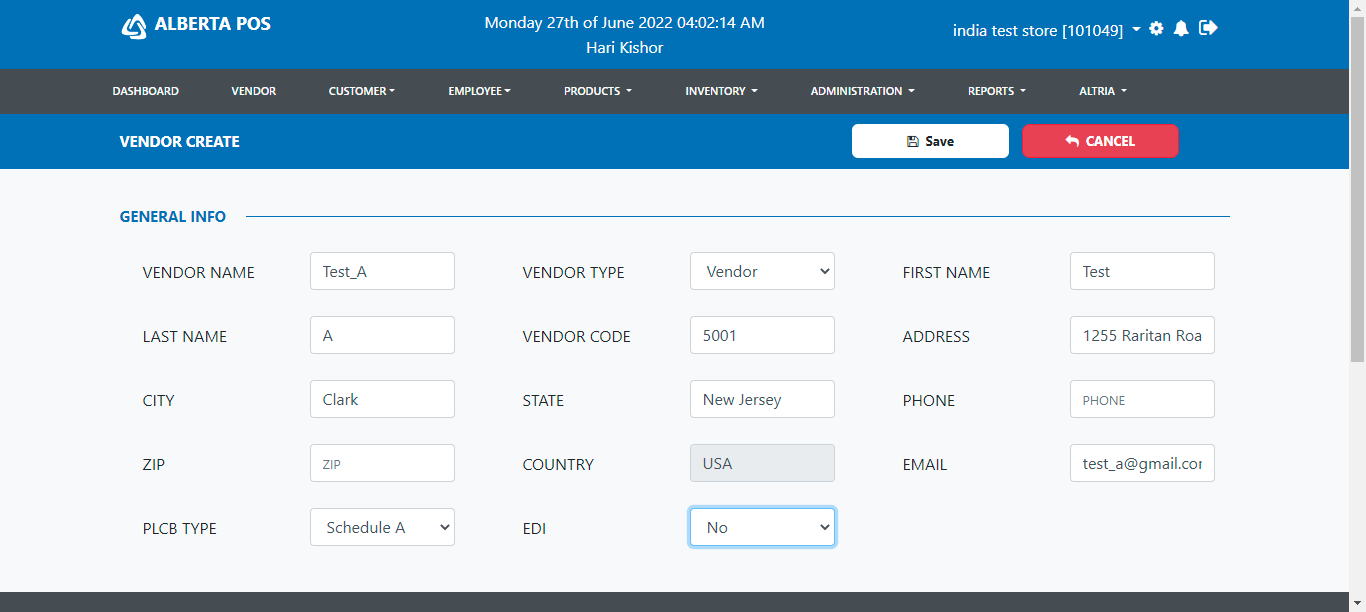 ALBERTA POS
Monday 27th of June 2022 04:02:14 AM
Hari Kishor
india test store [101049]
DASHBOARD VENDOR CUSTOMER EMPLOYEE PRODUCTS INVENTORY ADMINISTRATION REPORTS ALTRIA
VENDOR CREATE Save CANCEL
GENERAL INFO
VENDOR NAME Test_A VENDOR TYPE Vendor FIRST NAME Test
LAST NAME A VENDOR CODE 5001 ADDRESS 1255 Raritan Roa
CITY Clark STATE New Jersey PHONE PHONE
ZIP ZIP COUNTRY USA EMAIL test_a@gmail.cor
PLCB TYPE Schedule A EDI No